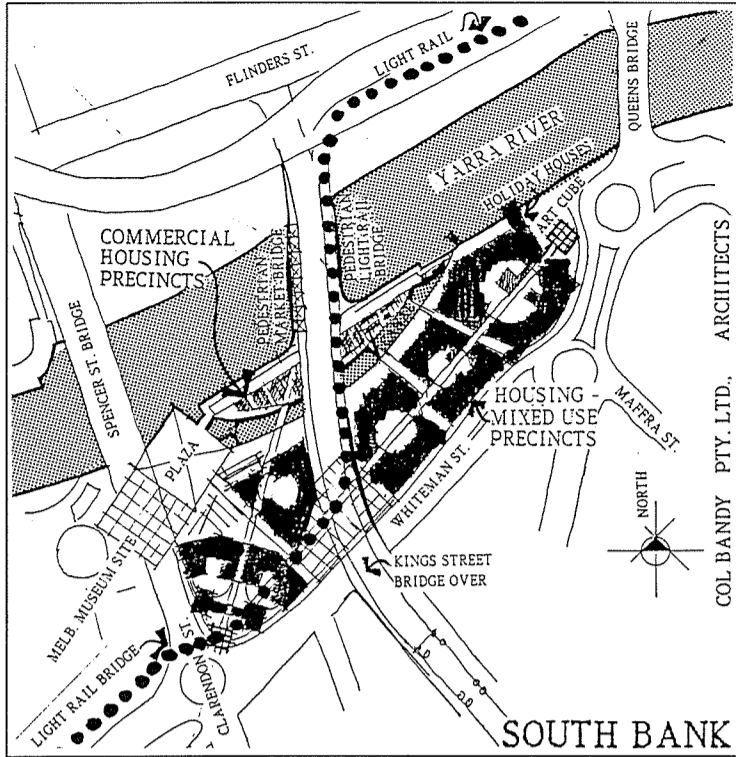 FLINDERS ST.
LIGHT RAIL
QUEENS BRIDGE
YARRA RIVER
HOLIDAY HOUSES
ART CUBE
COMMERCIAL
HOUSING
PRECINCTS
PEDESTRIAN
MARKET BRIDGE
PEDESTRIAN
LIGHT RAIL
BRIDGE
SPENCER ST. BRIDGE
PLAZA
HOUSING -
MIXED USE
PRECINCTS
MAFFRA ST.
WHITEMAN ST.
MELB. MUSEUM SITE
KINGS STREET
BRIDGE OVER
NORTH
COL BANDY PTY. LTD., ARCHITECTS
LIGHT RAIL BRIDGE
CLARENDON ST.
SOUTH BANK